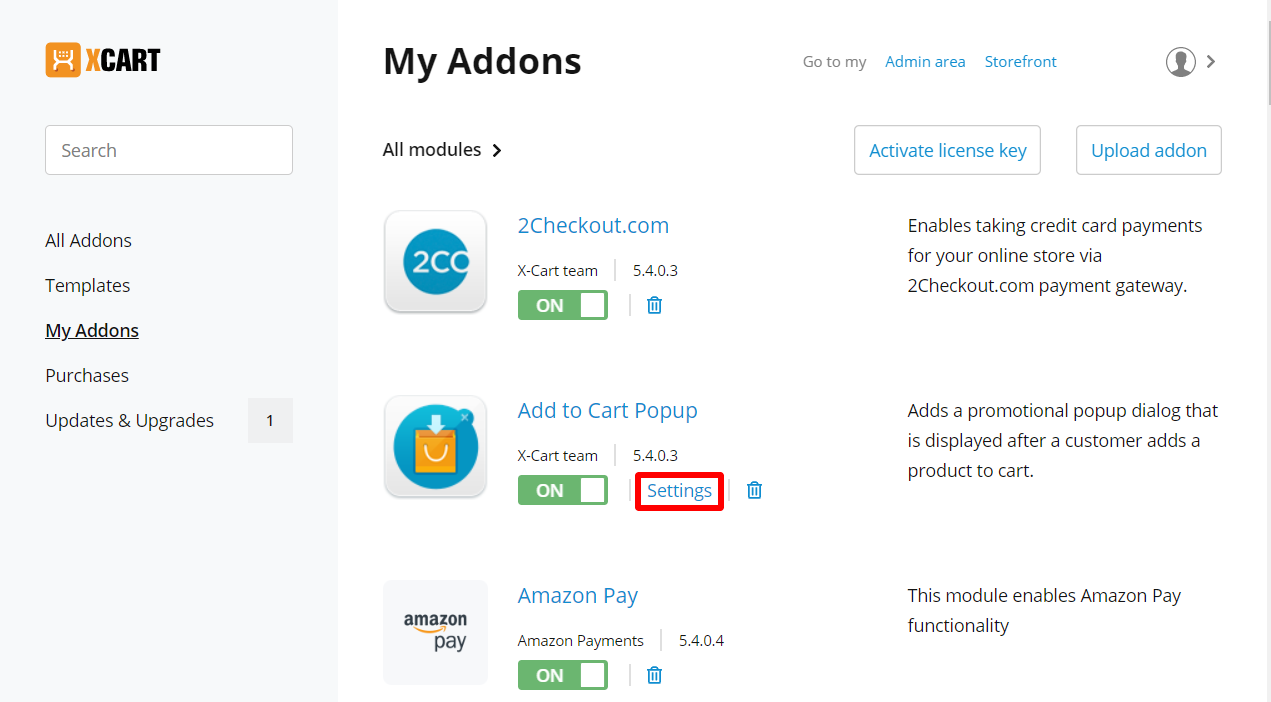 XCART
My Addons
Go to my Admin area Storefront
Search
All modules
Activate license key
Upload addon
All Addons
Templates
My Addons
Purchases
Updates & Upgrades 1
2CO
2Checkout.com
X-Cart team 5.4.0.3
ON
Enables taking credit card payments
for your online store via
2Checkout.com payment gateway.
Add to Cart Popup
X-Cart team 5.4.0.3
ON Settings
Adds a promotional popup dialog that
is displayed after a customer adds a
product to cart.
amazon
pay
Amazon Pay
Amazon Payments 5.4.0.4
ON
This module enables Amazon Pay
functionality